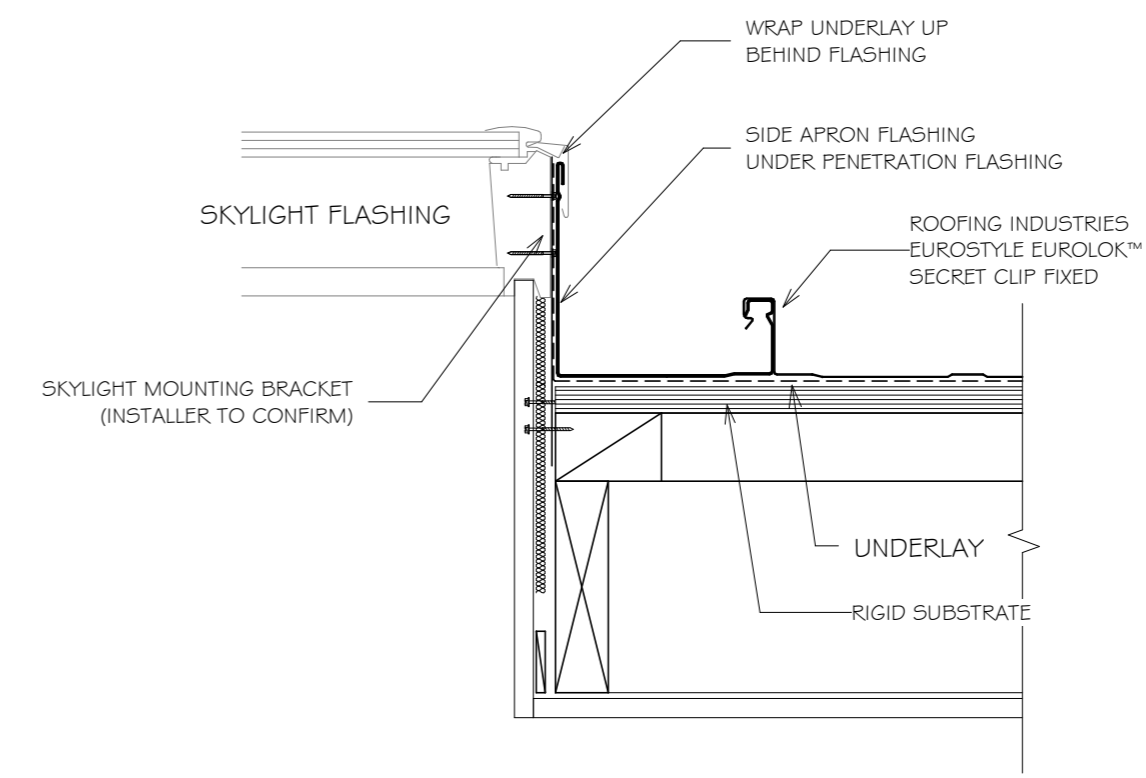 WRAP UNDERLAY UP
BEHIND FLASHING
SIDE APRON FLASHING
UNDER PENETRATION FLASHING
SKYLIGHT FLASHING
ROOFING INDUSTRIES
EUROSTYLE EUROLOK™
SECRET CLIP FIXED
SKYLIGHT MOUNTING BRACKET
(INSTALLER TO CONFIRM)
UNDERLAY
RIGID SUBSTRATE